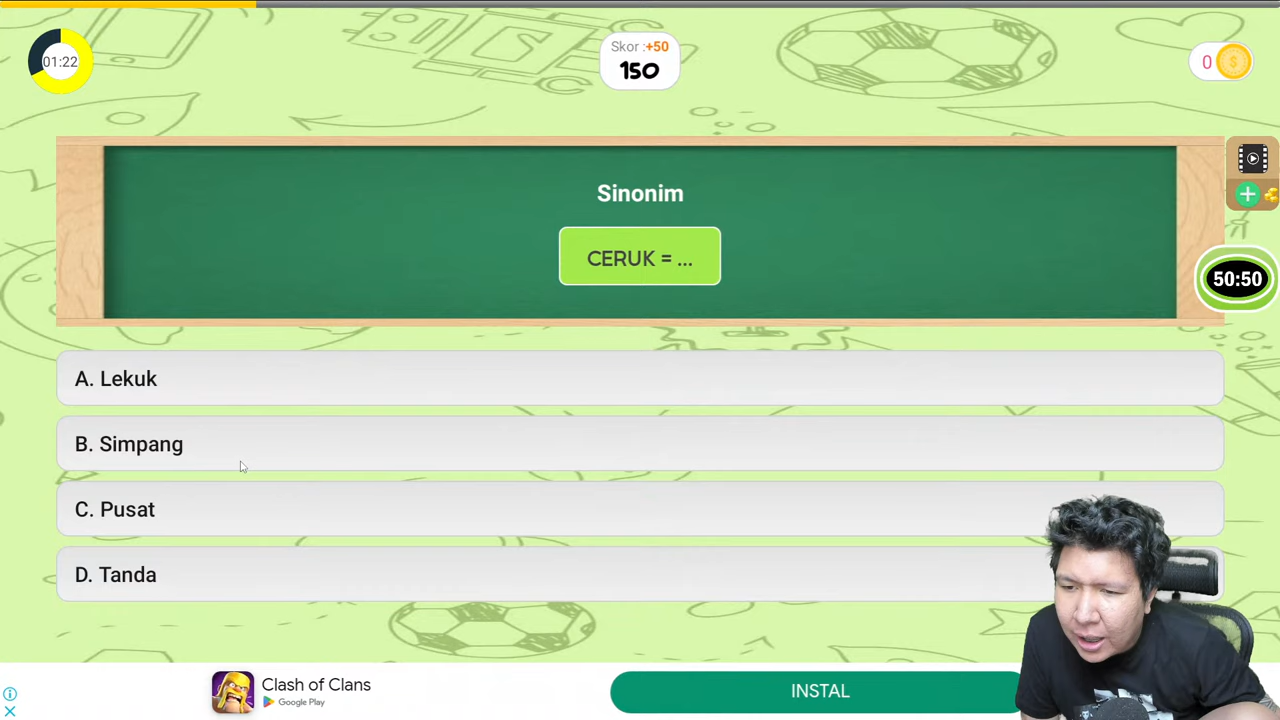 01:22
Skor :+50
150
0
Sinonim
CERUK = ...
50:50
A. Lekuk
B. Simpang
C. Pusat
D. Tanda
Clash of Clans
Google Play
INSTAL